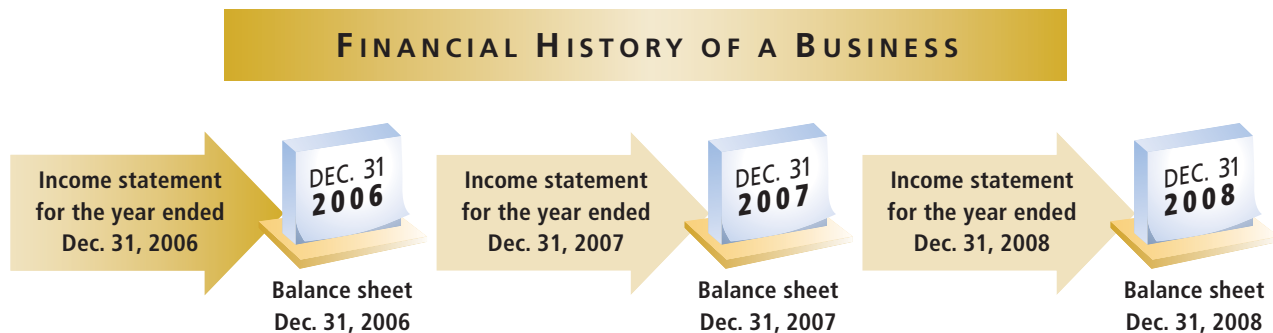 FINANCIAL HISTORY OF A BUSINESS
Income statement
for the year ended
Dec. 31, 2006
DEC. 31
2006
Balance sheet
Dec. 31, 2006
Income statement
for the year ended
Dec. 31, 2007
DEC. 31
2007
Balance sheet
Dec. 31, 2007
Income statement
for the year ended
Dec. 31, 2008
DEC. 31
2008
Balance sheet
Dec. 31, 2008